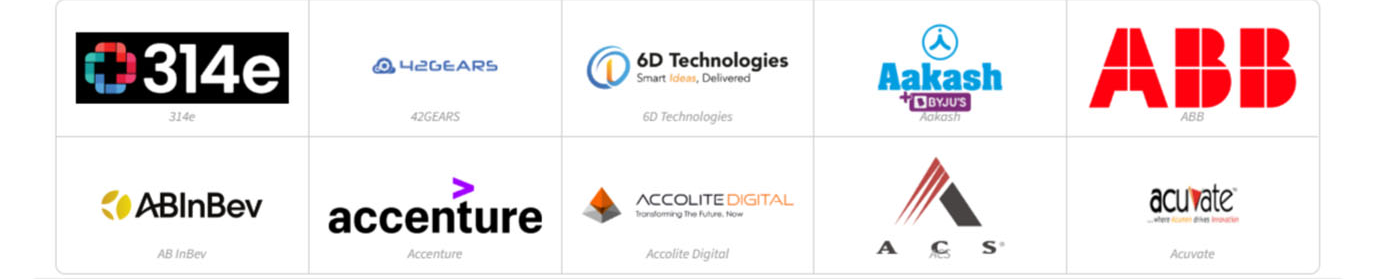 314e
314e
42GEARS
42GEARS
6D Technologies
Smart Ideas, Delivered
6D Technologies
Aakash
+BYJU'S
Aakash
ABB
ABB
ABInBev
AB InBev
accenture
Accenture
ACCOLITE DIGITAL
Transforming The Future. Now
Accolite Digital
A C S®
ACS
acuvate™
...where Acumen drives Innovation
Acuvate